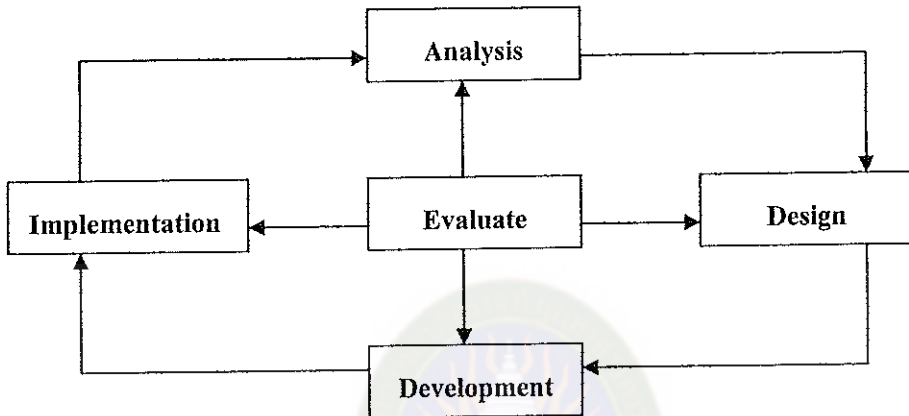 Analysis
Implementation
Evaluate
Design
Development